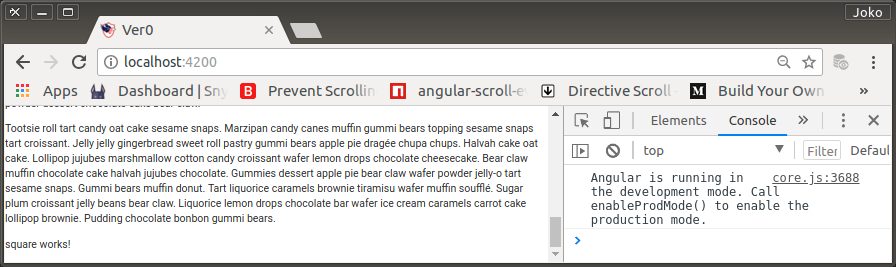 Joko
Ver0
localhost:4200
Apps Dashboard | Sny Prevent Scrollin angular-scroll-e Directive Scroll Build Your Own »
Tootsie roll tart candy oat cake sesame snaps. Marzipan candy canes muffin gummi bears topping sesame snaps
tart croissant. Jelly jelly gingerbread sweet roll pastry gummi bears apple pie dragée chupa chups. Halvah cake oat
cake. Lollipop jujubes marshmallow cotton candy croissant wafer lemon drops chocolate cheesecake. Bear claw
muffin chocolate cake halvah jujubes chocolate. Gummies dessert apple pie bear claw wafer powder jelly-o tart
sesame snaps. Gummi bears muffin donut. Tart liquorice caramels brownie tiramisu wafer muffin soufflé. Sugar
plum croissant jelly beans bear claw. Liquorice lemon drops chocolate bar wafer ice cream caramels carrot cake
lollipop brownie. Pudding chocolate bonbon gummi bears.
square works!
Elements Console »
top Filter Defaul
Angular is running in core.js:3688
the development mode. Call
enableProdMode() to enable the
production mode.